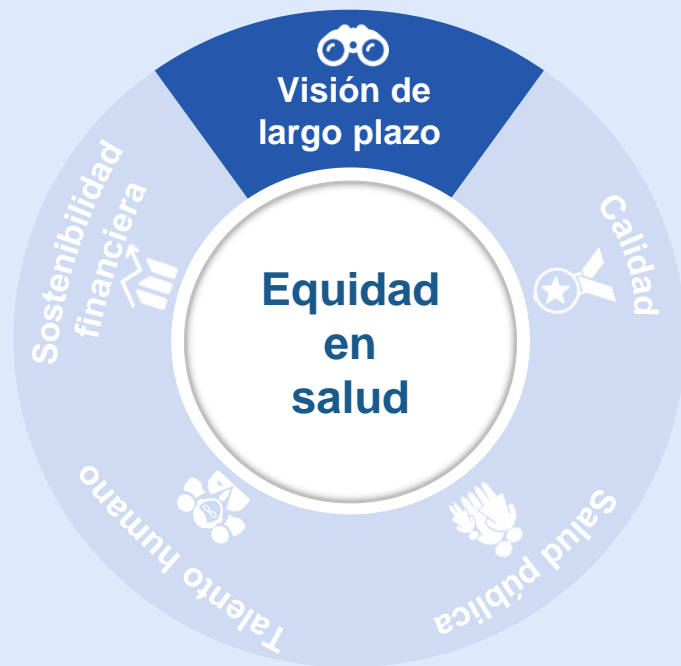 Visión de
largo plazo
Calidad
Salud pública
Talento humano
Sostenibilidad
financiera
Equidad
en
salud